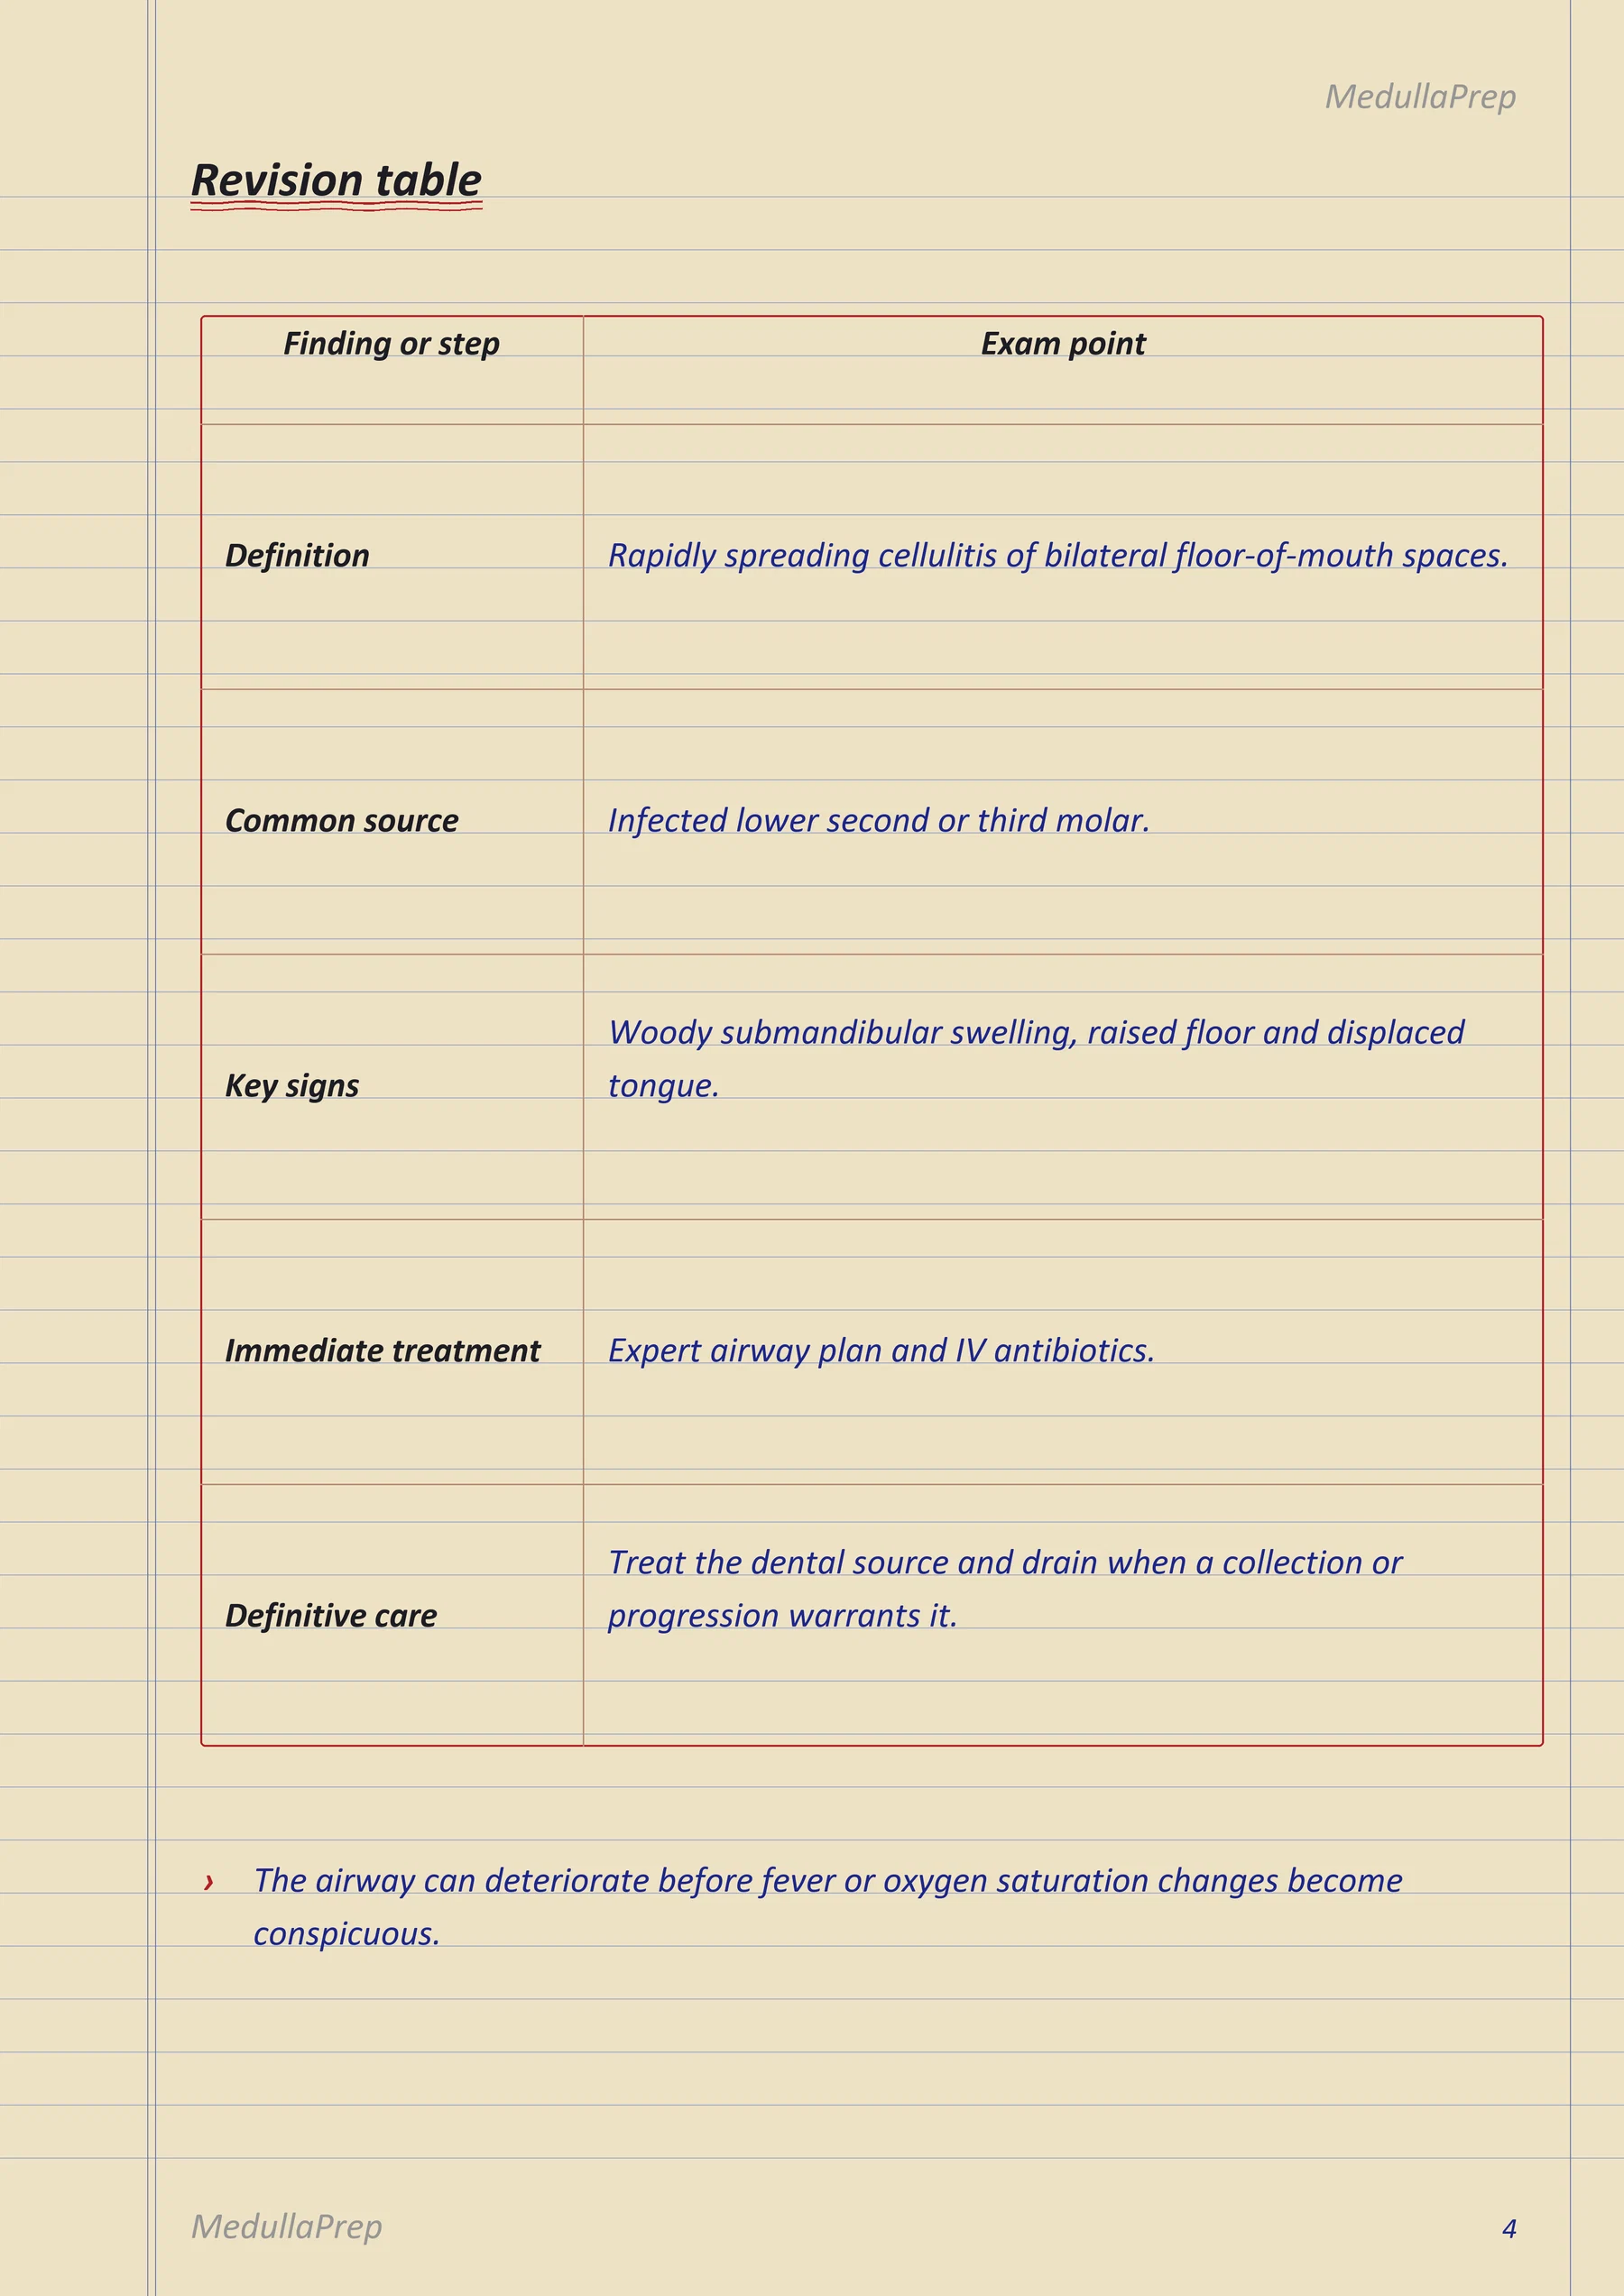 MedullaPrep
Revision table
Finding or step
Exam point
Definition
Rapidly spreading cellulitis of bilateral floor-of-mouth spaces.
Common source
Infected lower second or third molar.
Key signs
Woody submandibular swelling, raised floor and displaced
tongue.
Immediate treatment
Expert airway plan and IV antibiotics.
Definitive care
Treat the dental source and drain when a collection or
progression warrants it.
› The airway can deteriorate before fever or oxygen saturation changes become
conspicuous.
MedullaPrep
4